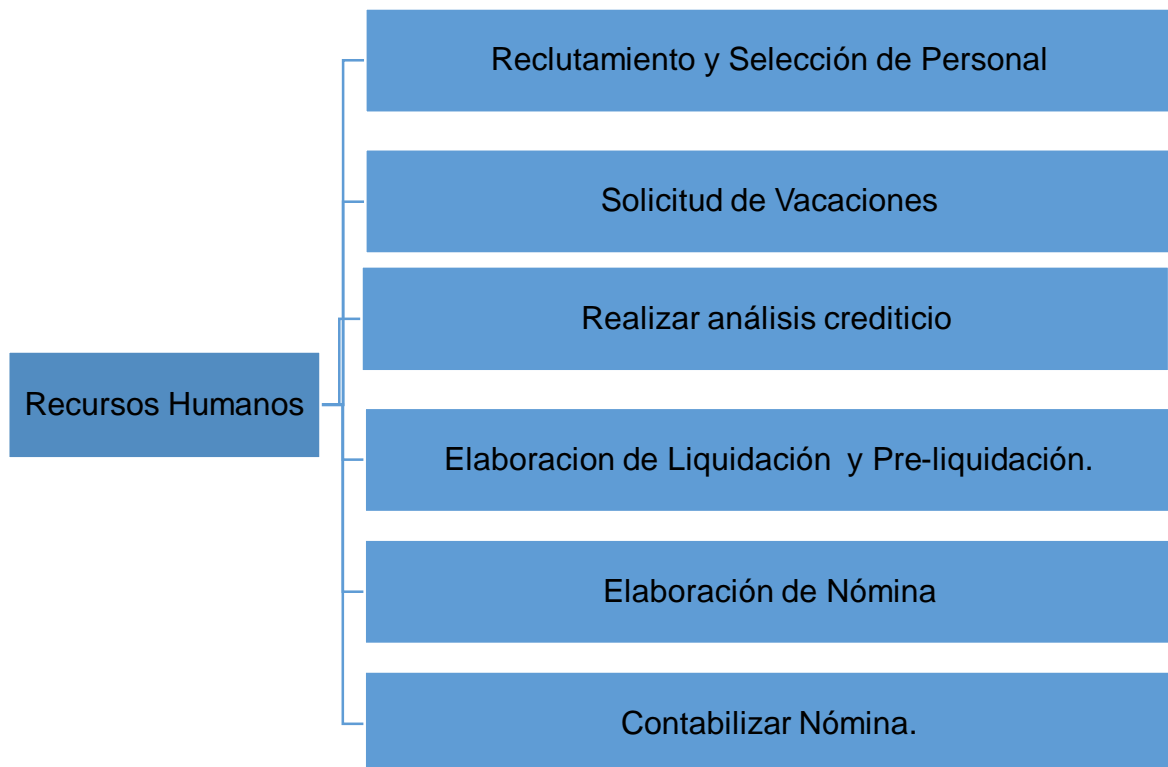 Reclutamiento y Selección de Personal
Solicitud de Vacaciones
Realizar análisis crediticio
Recursos Humanos
Elaboracion de Liquidación  y Pre-liquidación.
Elaboración de Nómina
Contabilizar Nómina.